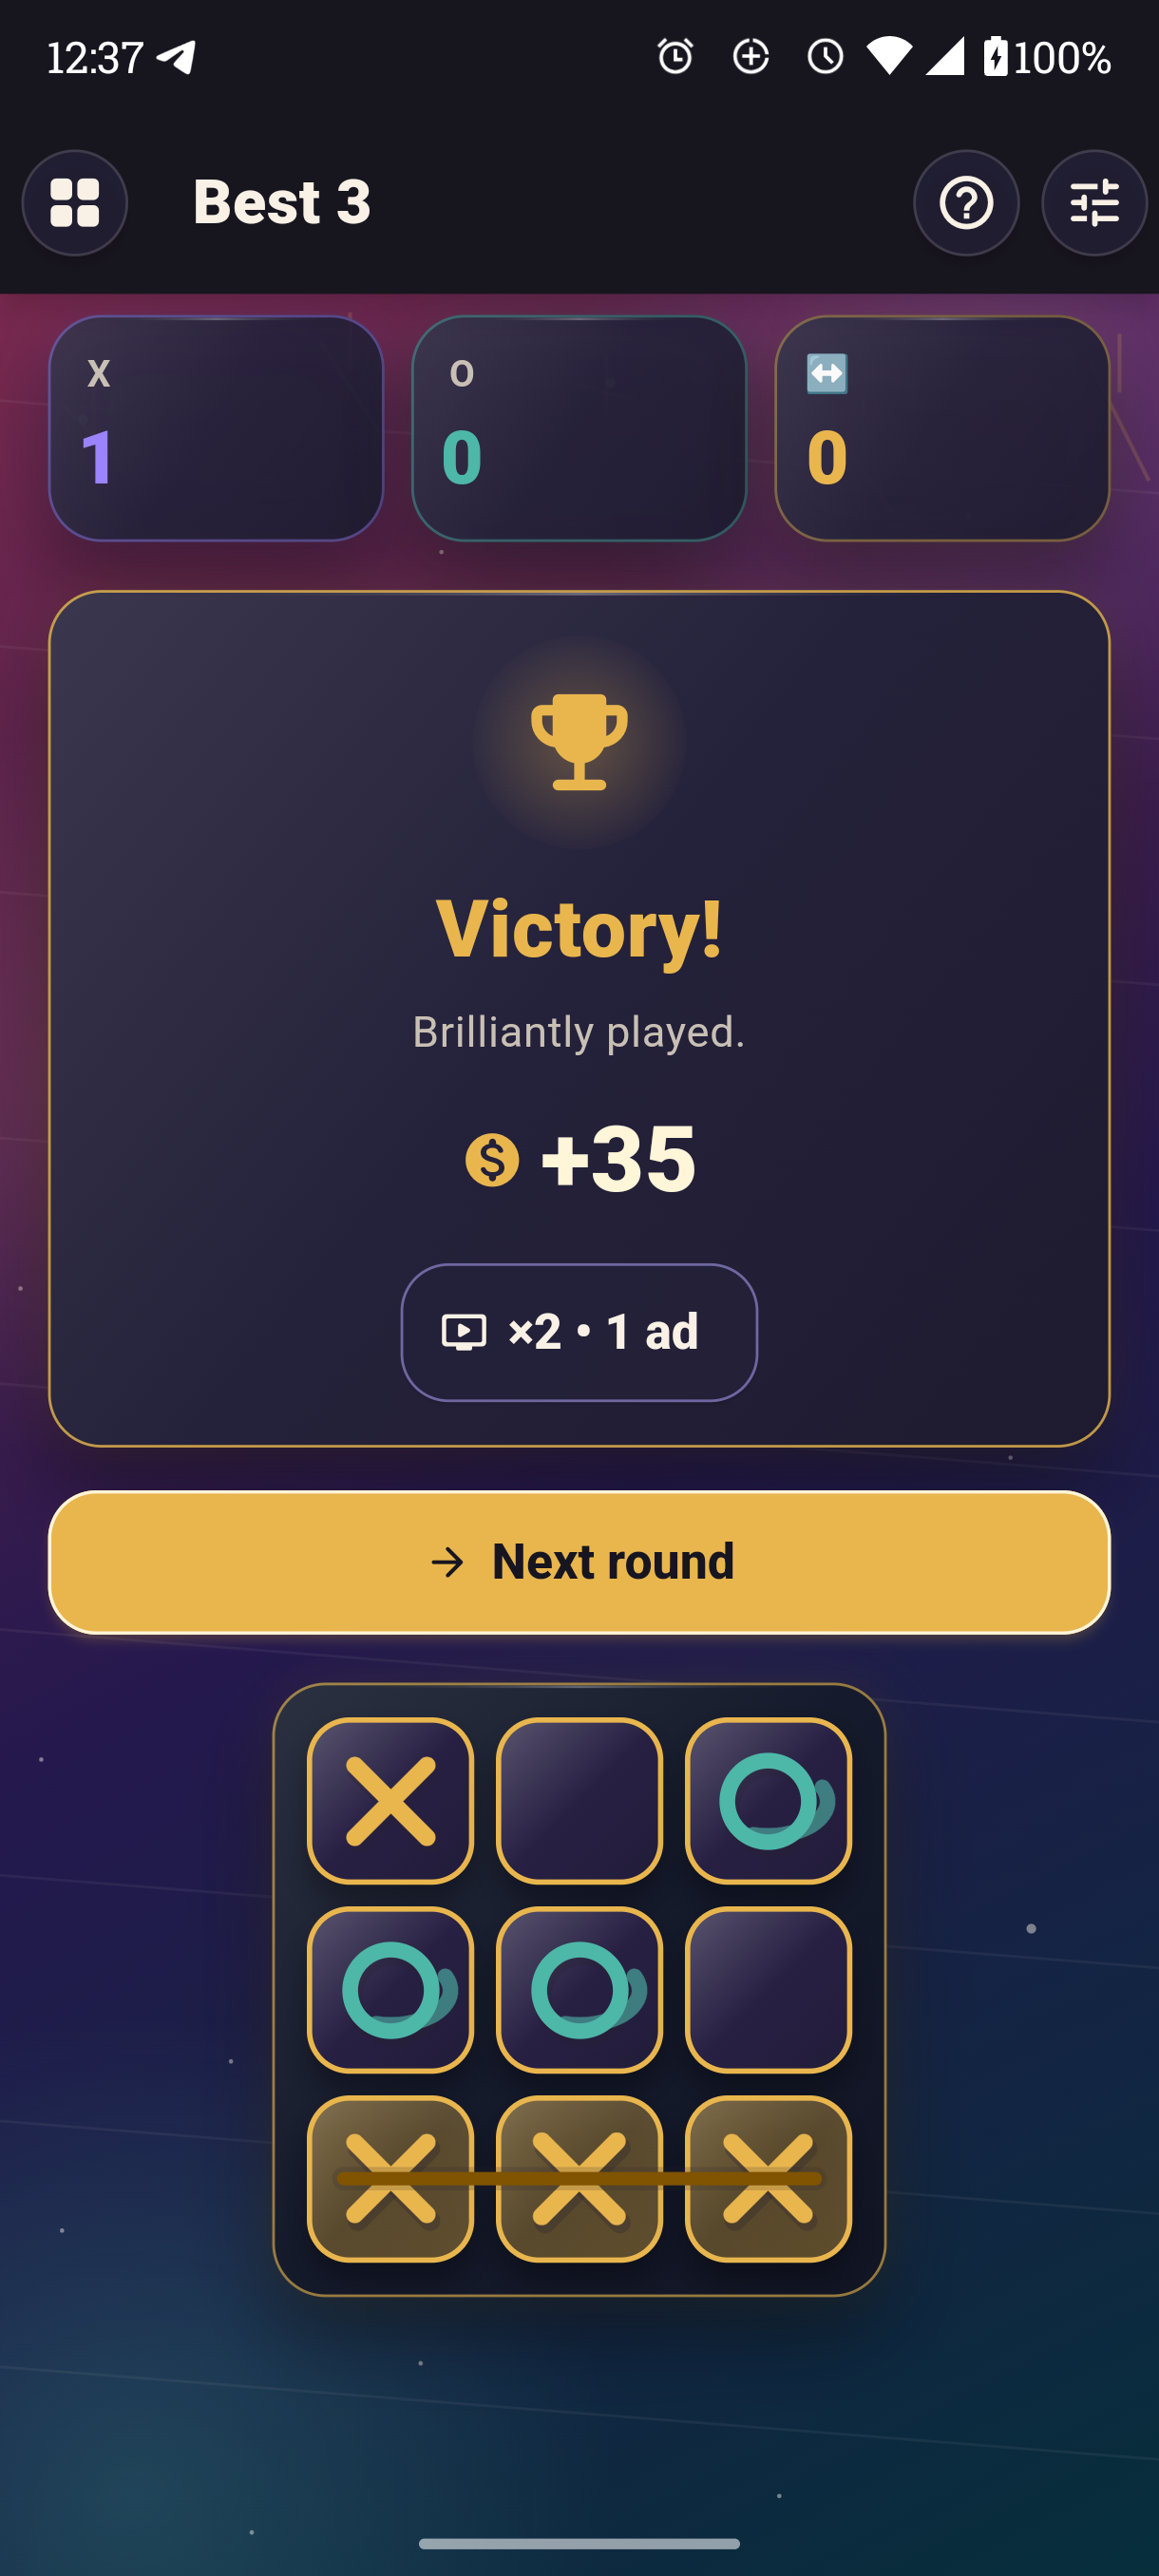 12:37 100%
Best 3
X O ↔️
1 0 0
Victory!
Brilliantly played.
+35
×2 • 1 ad
→ Next round